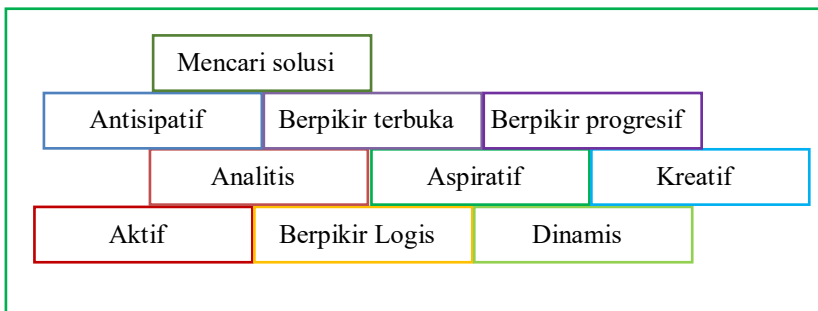 Mencari solusi
Antisipatif Berpikir terbuka Berpikir progresif
Analitis Aspiratif Kreatif
Aktif Berpikir Logis Dinamis